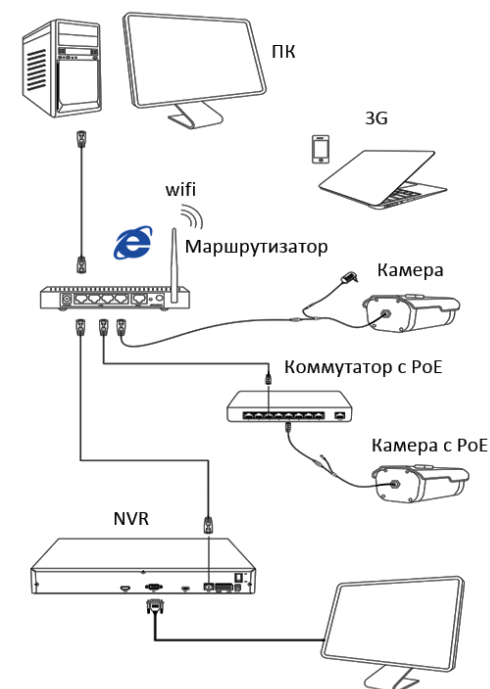 ПК
3G
wifi
Маршрутизатор
Камера
Коммутатор с PoE
Камера с PoE
NVR